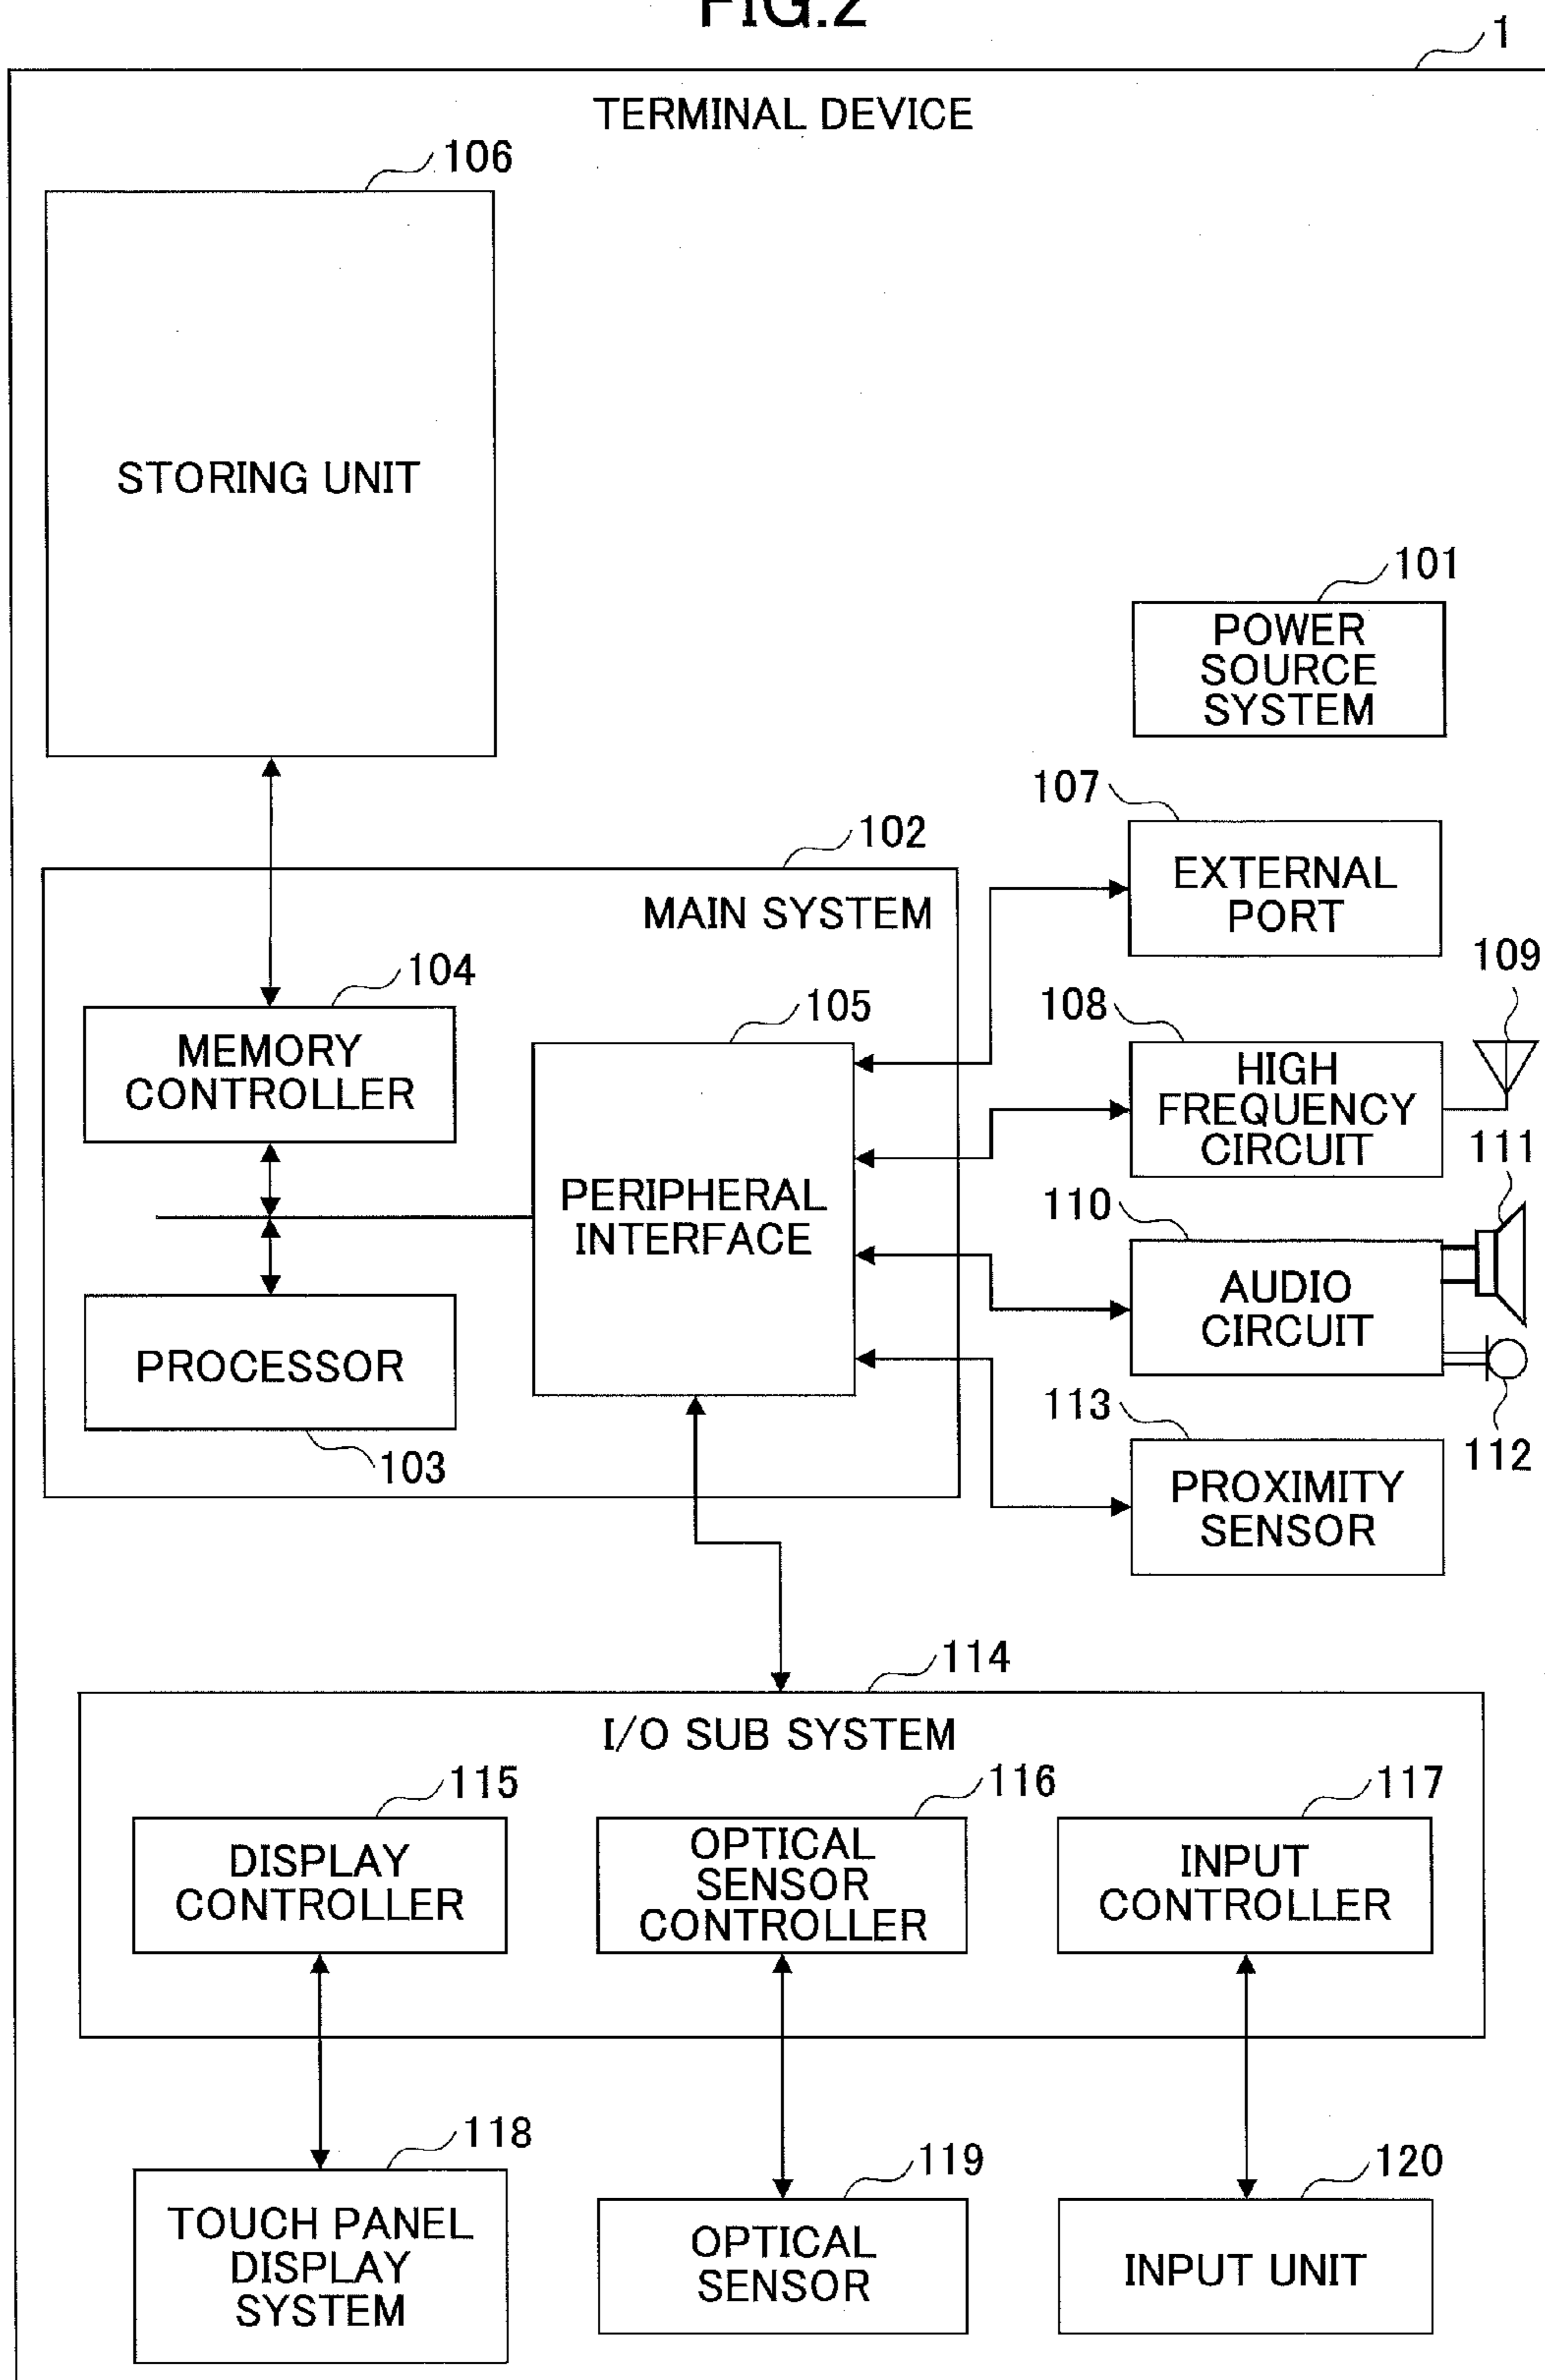 FIG.2
1
TERMINAL DEVICE
106
STORING UNIT
101
POWER
SOURCE
SYSTEM
107
EXTERNAL
PORT
102
MAIN SYSTEM
104
MEMORY
CONTROLLER
105
PERIPHERAL
INTERFACE
PROCESSOR
103
108
HIGH
FREQUENCY
CIRCUIT
109
110
AUDIO
CIRCUIT
111
112
113
PROXIMITY
SENSOR
114
I/O SUB SYSTEM
115
DISPLAY
CONTROLLER
116
OPTICAL
SENSOR
CONTROLLER
117
INPUT
CONTROLLER
118
TOUCH PANEL
DISPLAY
SYSTEM
119
OPTICAL
SENSOR
120
INPUT UNIT